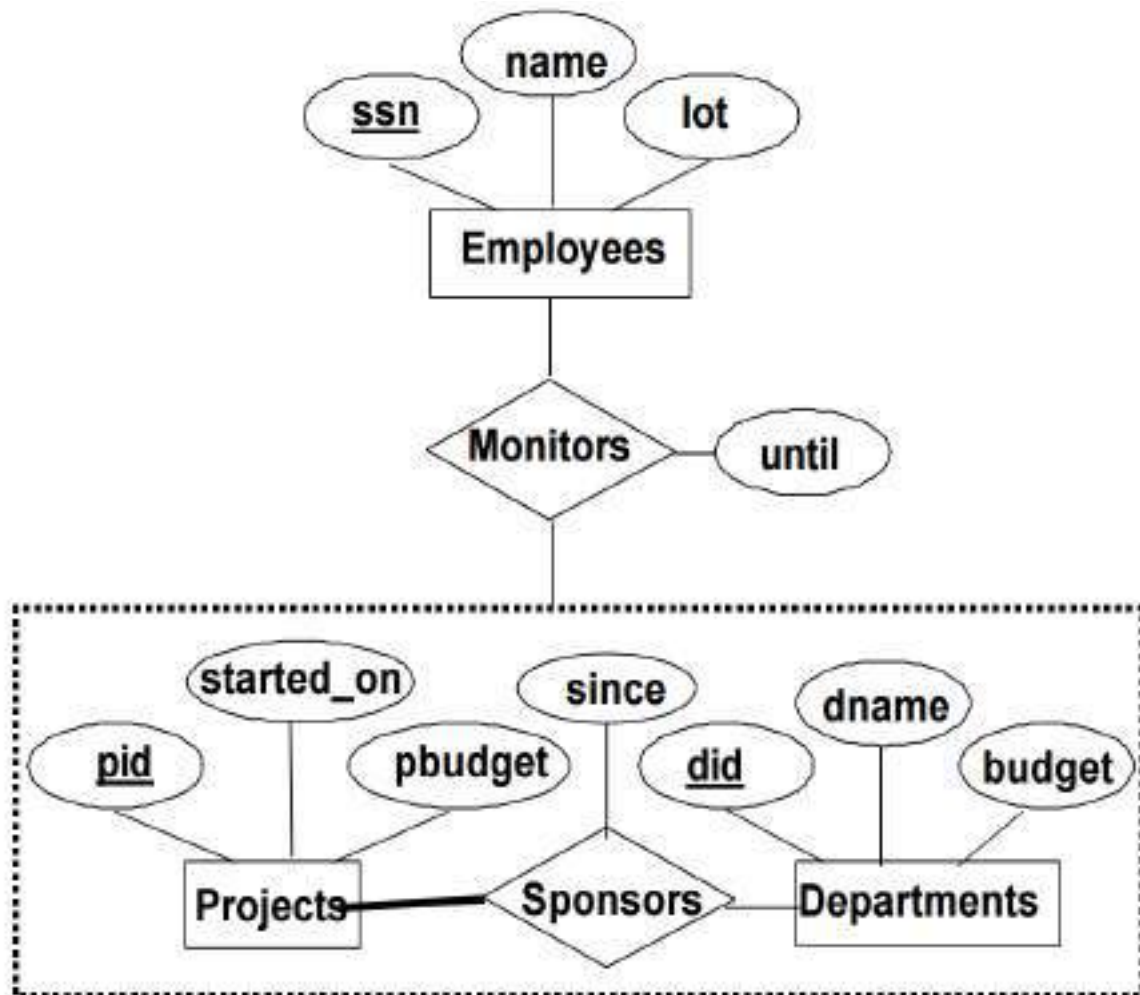 name
ssn
lot
Employees
Monitors
until
started_on
since
dname
pid
pbudget
did
budget
Projects
Sponsors
Departments